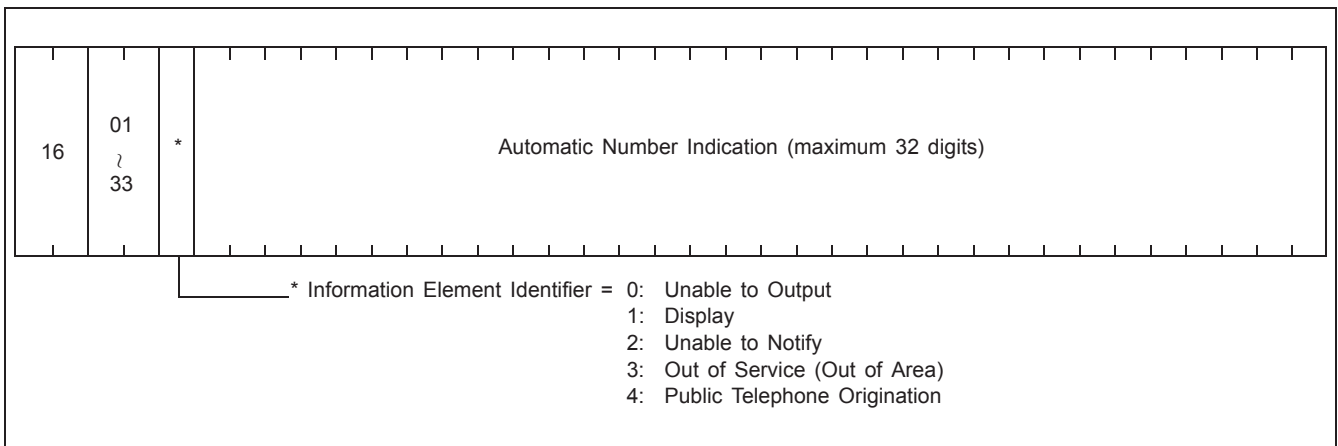 16
01
~
33
*
Automatic Number Indication (maximum 32 digits)
* Information Element Identifier = 0: Unable to Output
1: Display
2: Unable to Notify
3: Out of Service (Out of Area)
4: Public Telephone Origination